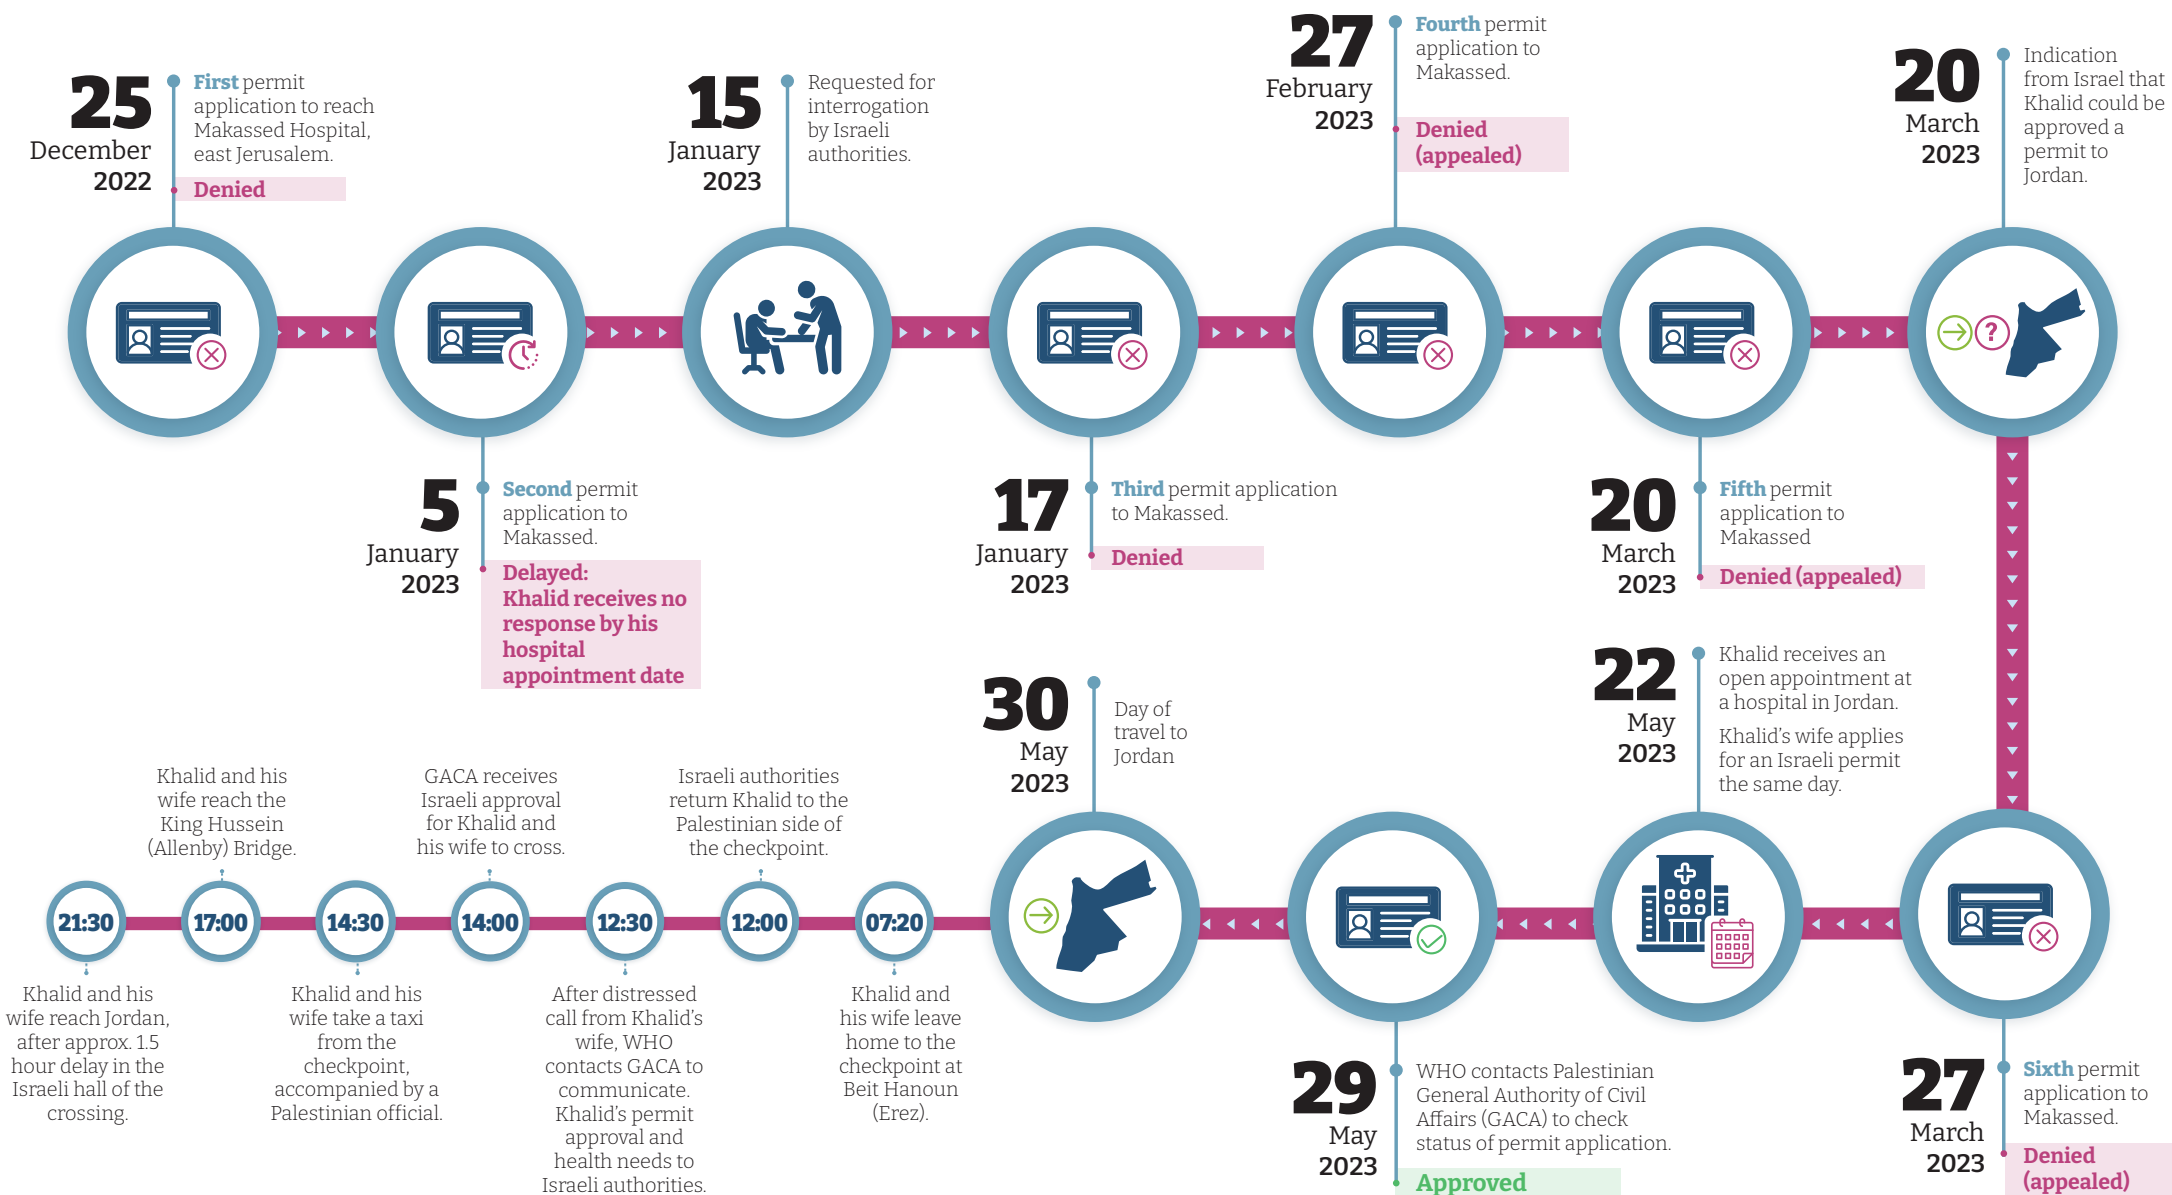 25
December
2022
First permit
application to reach
Makassed Hospital,
east Jerusalem.
Denied
5
January
2023
Second permit
application to
Makassed.
Delayed:
Khalid receives no
response by his
hospital
appointment date
15
January
2023
Requested for
interrogation
by Israeli
authorities.
17
January
2023
Third permit application
to Makassed.
Denied
27
February
2023
Fourth permit
application to
Makassed.
Denied
(appealed)
20
March
2023
Fifth permit
application to
Makassed
Denied (appealed)
20
March
2023
Indication
from Israel that
Khalid could be
approved a
permit to
Jordan.
?
27
March
2023
Sixth permit
application to
Makassed.
Denied
(appealed)
22
May
2023
Khalid receives an
open appointment at
a hospital in Jordan.
Khalid's wife applies
for an Israeli permit
the same day.
29
May
2023
WHO contacts Palestinian
General Authority of Civil
Affairs (GACA) to check
status of permit application.
Approved
30
May
2023
Day of
travel to
Jordan
07:20
Khalid and
his wife leave
home to the
checkpoint at
Beit Hanoun
(Erez).
12:00
Israeli authorities
return Khalid to the
Palestinian side of
the checkpoint.
12:30
After distressed
call from Khalid's
wife, WHO
contacts GACA to
communicate.
Khalid's permit
approval and
health needs to
Israeli authorities.
14:00
GACA receives
Israeli approval
for Khalid and
his wife to cross.
14:30
Khalid and his
wife take a taxi
from the
checkpoint,
accompanied by a
Palestinian official.
17:00
Khalid and his
wife reach the
King Hussein
(Allenby) Bridge.
21:30
Khalid and his
wife reach Jordan,
after approx. 1.5
hour delay in the
Israeli hall of the
crossing.